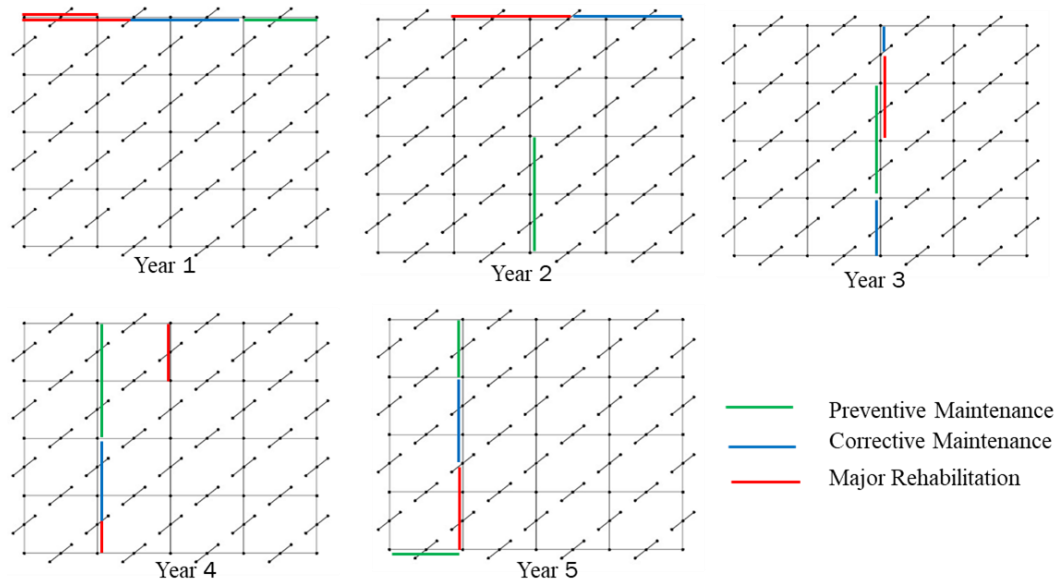 Year 1
Year 2
Year 3
Year 4
Year 5
Preventive Maintenance
Corrective Maintenance
Major Rehabilitation